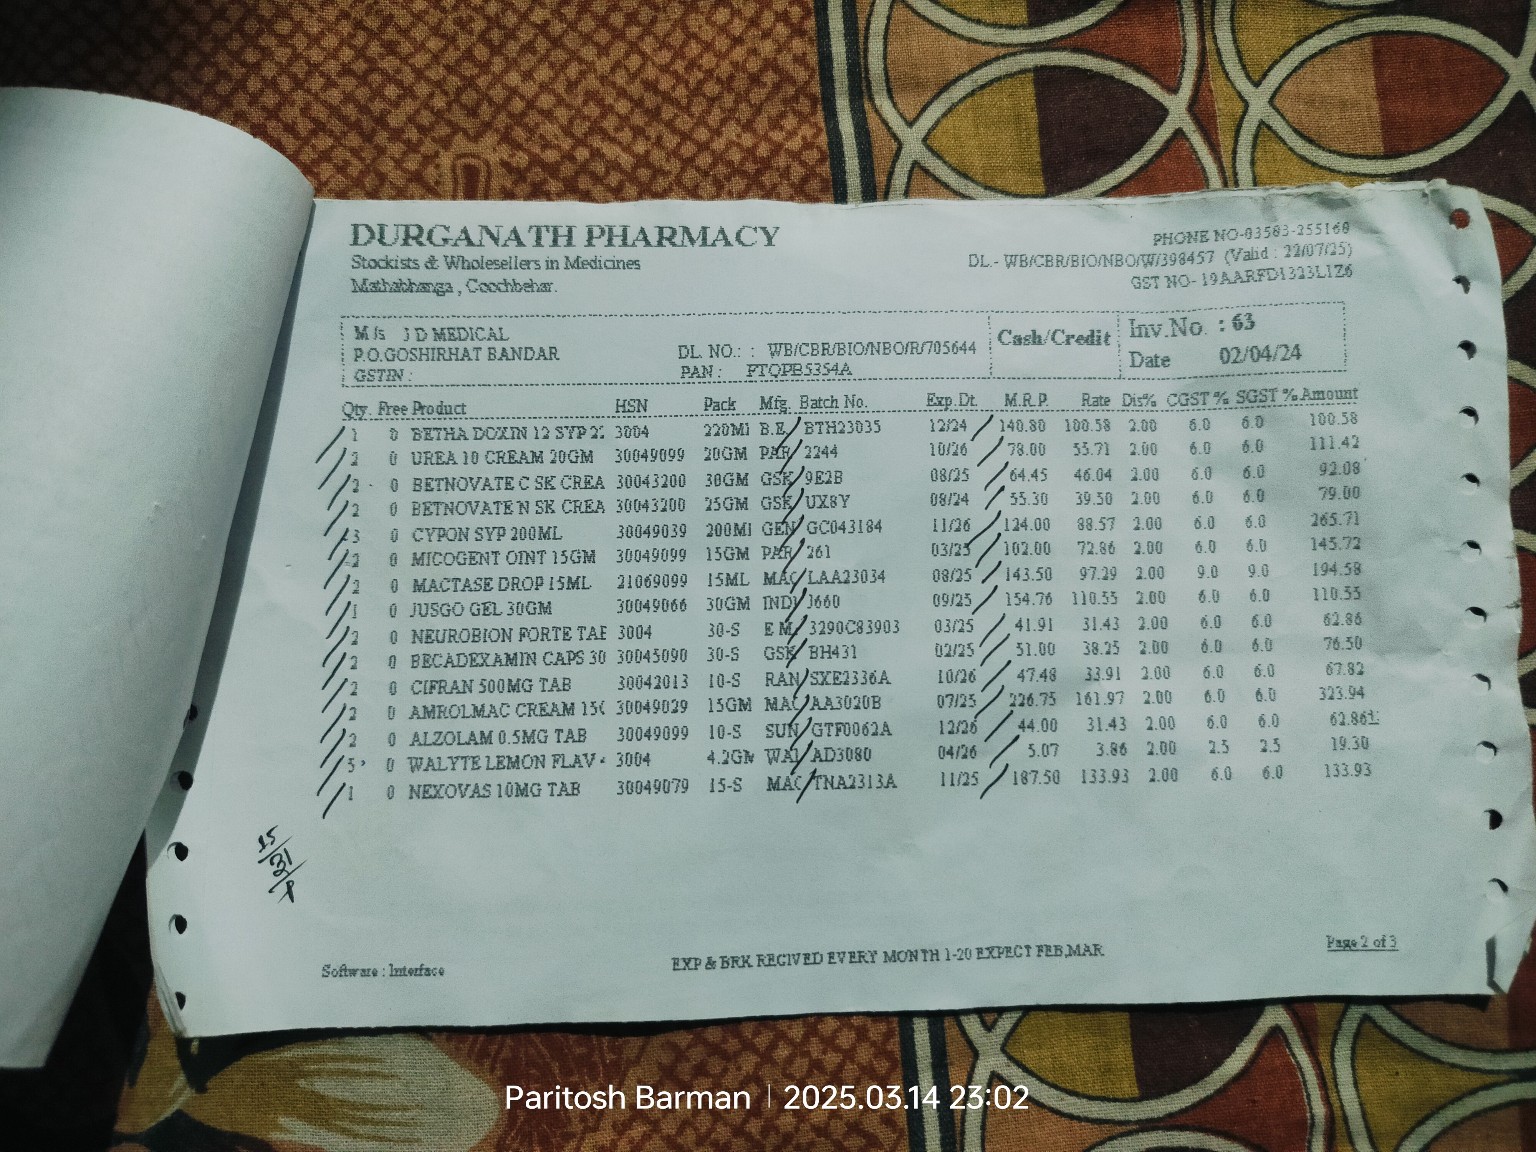 DURGANATH PHARMACY
Stockists & Wholesellers in Medicines
Mathabhanga , Coochbehar.
PHONE NO-03583-255168
DL.- WB/CBR/BIO/NBO/W/398457 (Valid : 22/07/25)
GST NO- 19AARFD1323L1Z6
M/s J D MEDICAL
P.O.GOSHIRHAT BANDAR
GSTIN :
DL. NO.: : WB/CBR/BIO/NBO/R/705644
PAN : FTQPB5354A
Cash/Credit
Inv.No. : 63
Date 02/04/24
Qty. Free Product HSN Pack Mfg. Batch No. Exp.Dt. M.R.P. Rate Dis% CGST % SGST % Amount
1 0 BETHA DOXIN 12 SYP 22 3004 220Ml B.E. BTH23035 12/24 140.80 100.58 2.00 6.0 6.0 100.58
2 0 UREA 10 CREAM 20GM 30049099 20GM PAR 2244 10/26 78.00 55.71 2.00 6.0 6.0 111.42
2 0 BETNOVATE C SK CREA 30043200 30GM GSK 9E2B 08/25 64.45 46.04 2.00 6.0 6.0 92.08
2 0 BETNOVATE N SK CREA 30043200 25GM GSK UX8Y 08/24 55.30 39.50 2.00 6.0 6.0 79.00
3 0 CYPON SYP 200ML 30049039 200Ml GEN GC043184 11/26 124.00 88.57 2.00 6.0 6.0 265.71
2 0 MICOGENT OINT 15GM 30049099 15GM PAR 261 03/25 102.00 72.86 2.00 6.0 6.0 145.72
2 0 MACTASE DROP 15ML 21069099 15ML MAC LAA23034 08/25 143.50 97.29 2.00 9.0 9.0 194.58
1 0 JUSGO GEL 30GM 30049066 30GM INDI J660 09/25 154.76 110.55 2.00 6.0 6.0 110.55
2 0 NEUROBION FORTE TAE 3004 30-S E M 3290C83903 03/25 41.91 31.43 2.00 6.0 6.0 62.86
2 0 BECADEXAMIN CAPS 30 30045090 30-S GSK BH431 02/25 51.00 38.25 2.00 6.0 6.0 76.50
2 0 CIFRAN 500MG TAB 30042013 10-S RAN SXE2336A 10/26 47.48 33.91 2.00 6.0 6.0 67.82
2 0 AMROLMAC CREAM 15( 30049029 15GM MAC AA3020B 07/25 226.75 161.97 2.00 6.0 6.0 323.94
2 0 ALZOLAM 0.5MG TAB 30049099 10-S SUN GTF0062A 12/26 44.00 31.43 2.00 6.0 6.0 62.86
5 0 WALYTE LEMON FLAV 3004 4.2GM WAL AD3080 04/26 5.07 3.86 2.00 2.5 2.5 19.30
1 0 NEXOVAS 10MG TAB 30049079 15-S MAC TNA2313A 11/25 187.50 133.93 2.00 6.0 6.0 133.93
15
31
Software : Interface
EXP & BRK RECIVED EVERY MONTH 1-20 EXPECT FEB,MAR
Page 2 of 3
Paritosh Barman | 2025.03.14 23:02